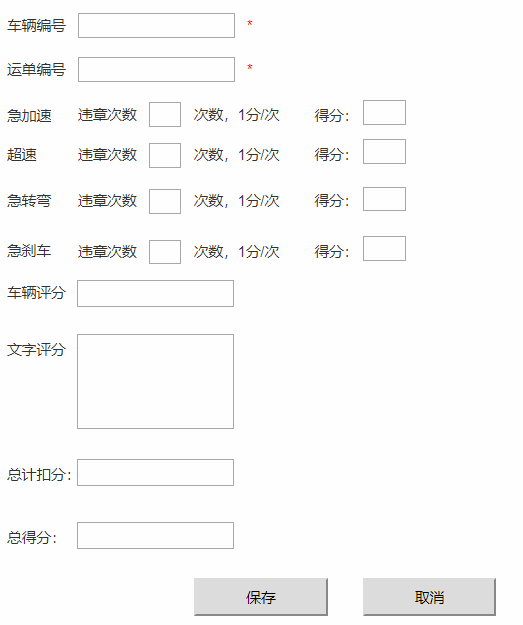 车辆编号 *
运单编号 *
急加速 违章次数 次数，1分/次 得分：
超速 违章次数 次数，1分/次 得分：
急转弯 违章次数 次数，1分/次 得分：
急刹车 违章次数 次数，1分/次 得分：
车辆评分
文字评分
总计扣分：
总得分：
保存 取消